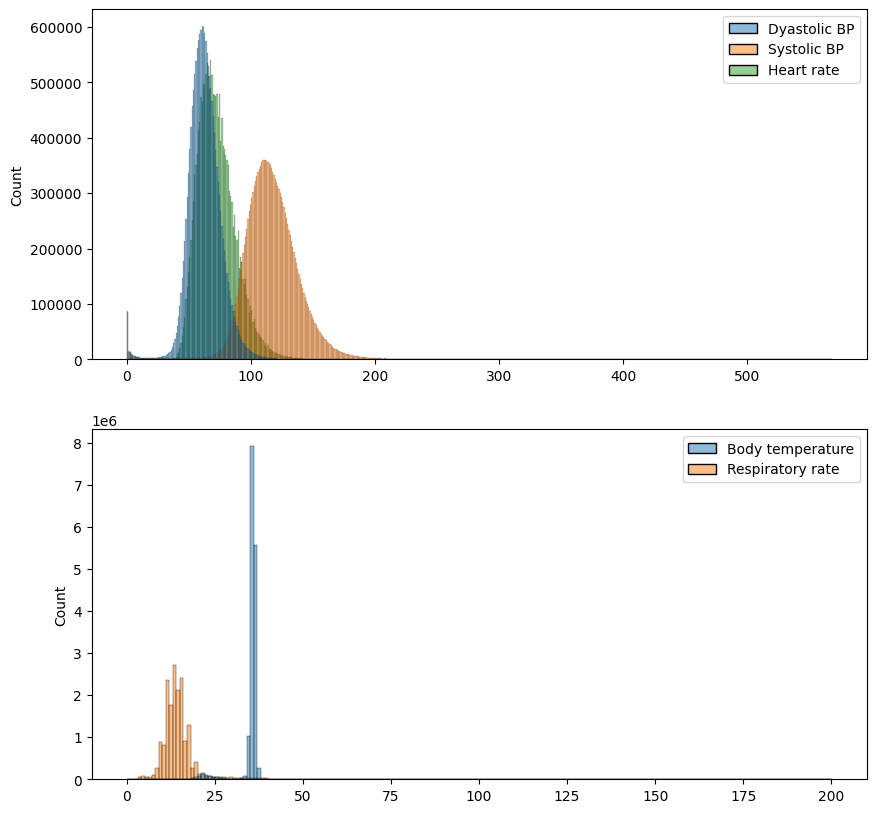 600000
500000
400000
300000
200000
100000
0
Count
Dyastolic BP
Systolic BP
Heart rate
0 100 200 300 400 500
1e6
8
7
6
5
4
3
2
1
0
Count
Body temperature
Respiratory rate
0 25 50 75 100 125 150 175 200